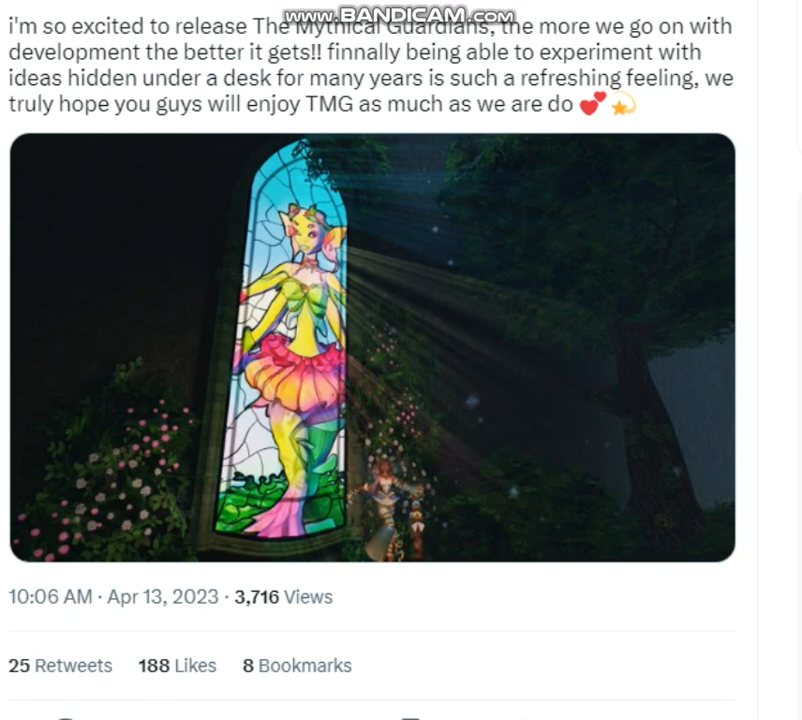 www.BANDICAM.com
i'm so excited to release The Mythical Guardians, the more we go on with
development the better it gets!! finnally being able to experiment with
ideas hidden under a desk for many years is such a refreshing feeling, we
truly hope you guys will enjoy TMG as much as we are do 💕 💫
10:06 AM · Apr 13, 2023 · 3,716 Views
25 Retweets 188 Likes 8 Bookmarks